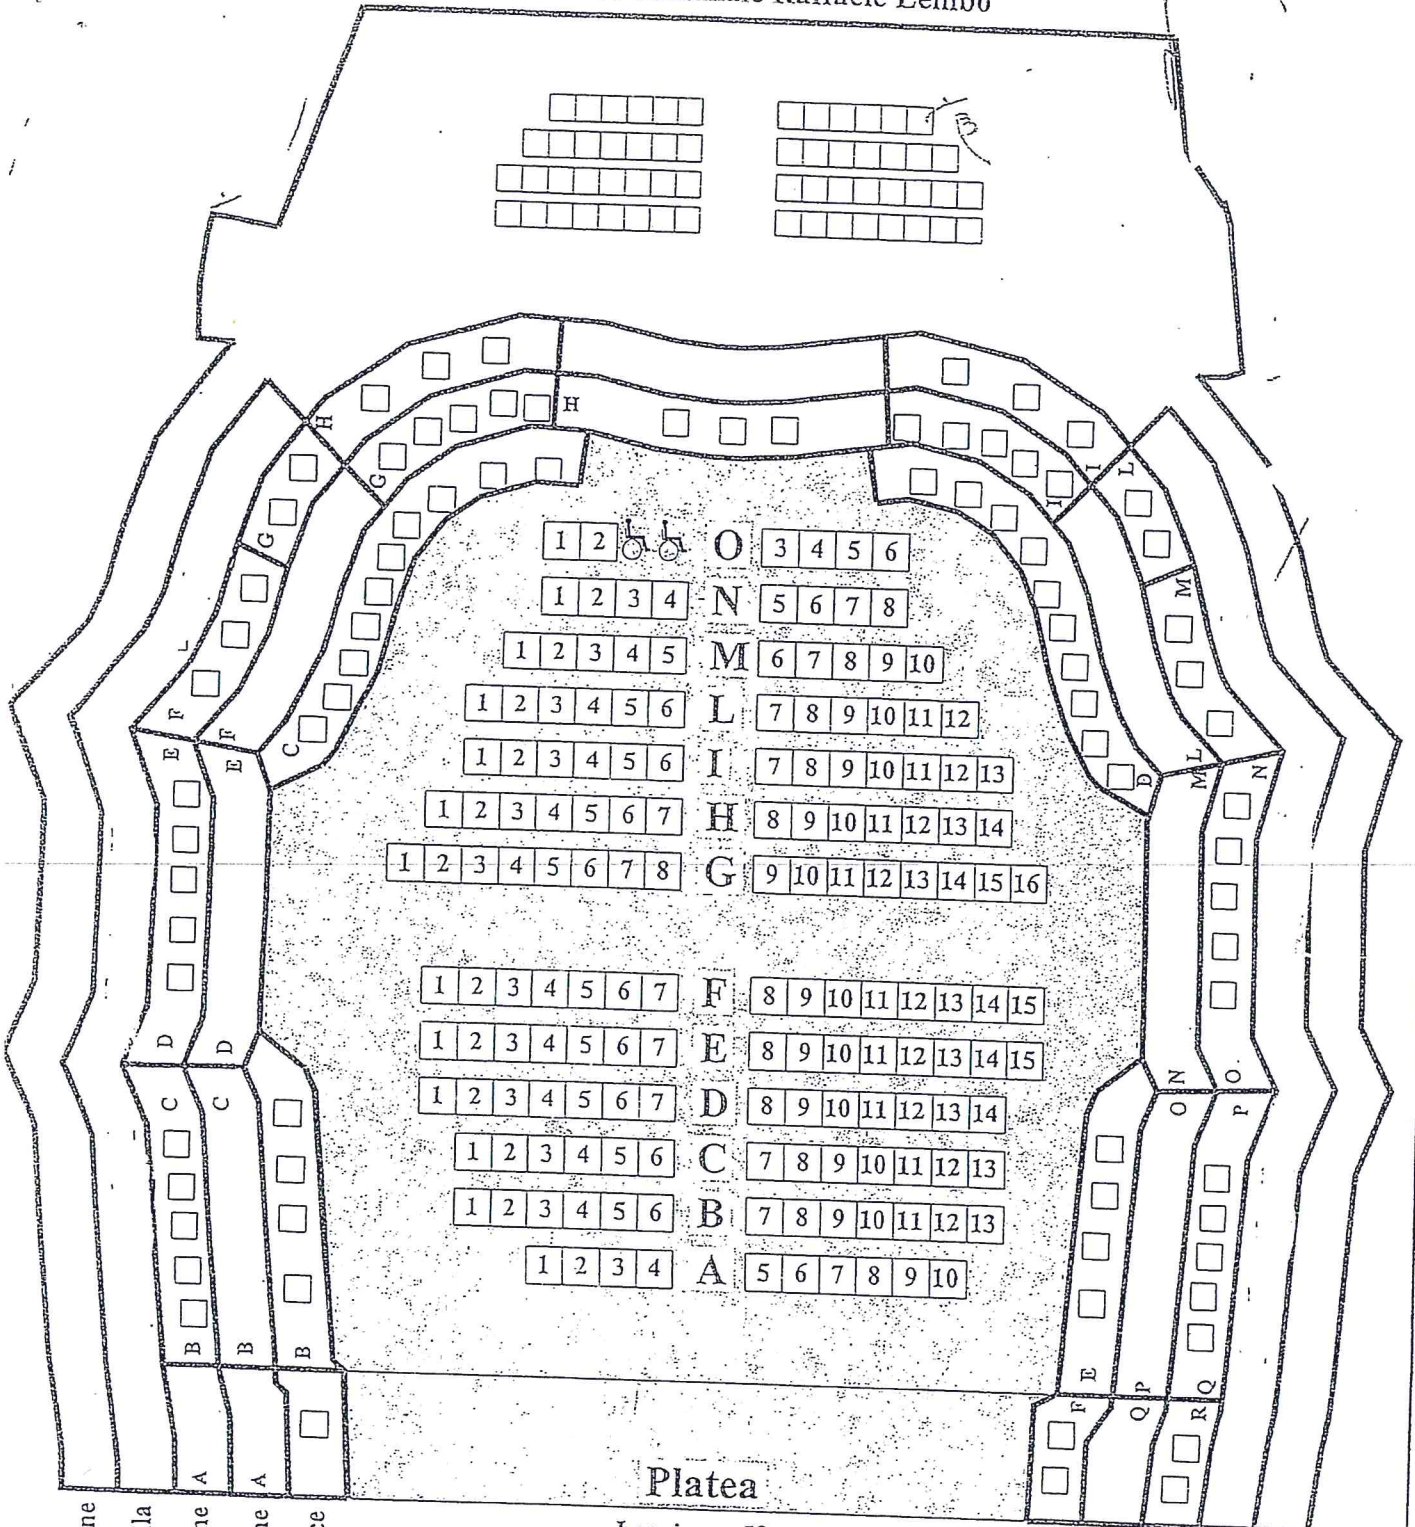 Raffaele Lembo
H
H
G
G
I
I
L
G
M
F
F
E
E
C
D
L
M
N
1 2 O 3 4 5 6
1 2 3 4 N 5 6 7 8
1 2 3 4 5 M 6 7 8 9 10
1 2 3 4 5 6 L 7 8 9 10 11 12
1 2 3 4 5 6 I 7 8 9 10 11 12 13
1 2 3 4 5 6 7 H 8 9 10 11 12 13 14
1 2 3 4 5 6 7 8 G 9 10 11 12 13 14 15 16
1 2 3 4 5 6 7 F 8 9 10 11 12 13 14 15
1 2 3 4 5 6 7 E 8 9 10 11 12 13 14 15
1 2 3 4 5 6 7 D 8 9 10 11 12 13 14
1 2 3 4 5 6 C 7 8 9 10 11 12 13
1 2 3 4 5 6 B 7 8 9 10 11 12 13
1 2 3 4 A 5 6 7 8 9 10
D
D
C
C
N
O
O
P
B
B
B
E
P
Q
F
Q
R
A
A
Platea